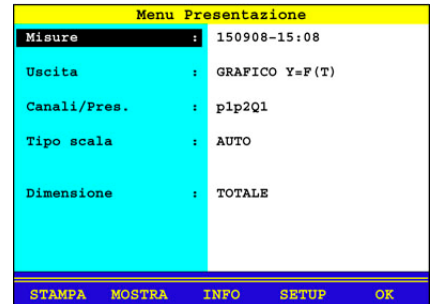 Menu Presentazione
Misure : 150908-15:08
Uscita : GRAFICO Y=F(T)
Canali/Pres. : p1p2Q1
Tipo scala : AUTO
Dimensione : TOTALE
STAMPA MOSTRA INFO SETUP OK